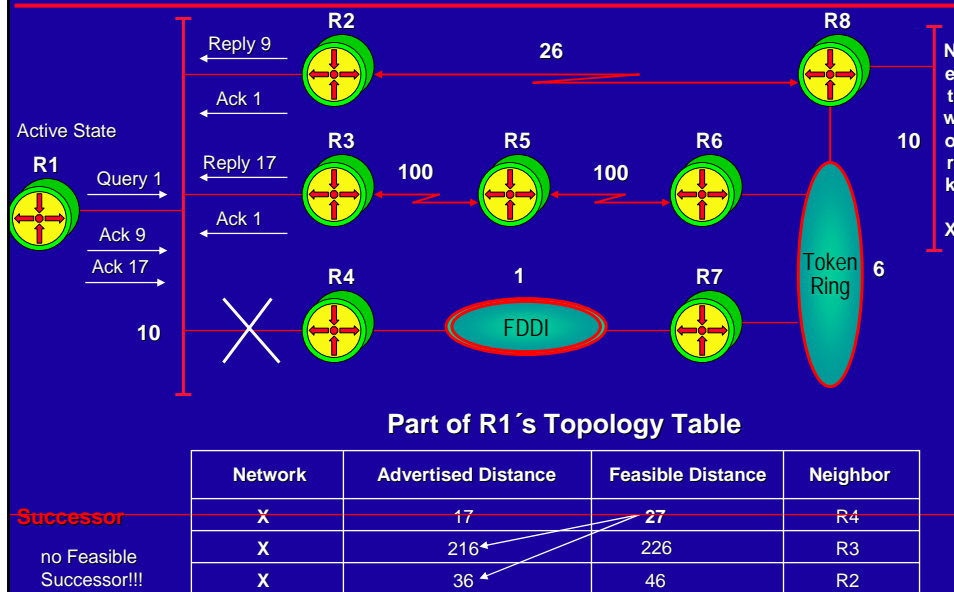 R2
R8
Reply 9
26
Ack 1
Network X
Active State
R1
Query 1
Reply 17
R3
100
R5
100
R6
10
Ack 1
Ack 9
Ack 17
10
R4
1
FDDI
R7
Token
Ring
6
Part of R1´s Topology Table
Network Advertised Distance Feasible Distance Neighbor
Successor X 17 27 R4
no Feasible
Successor!!!
X 216 226 R3
X 36 46 R2